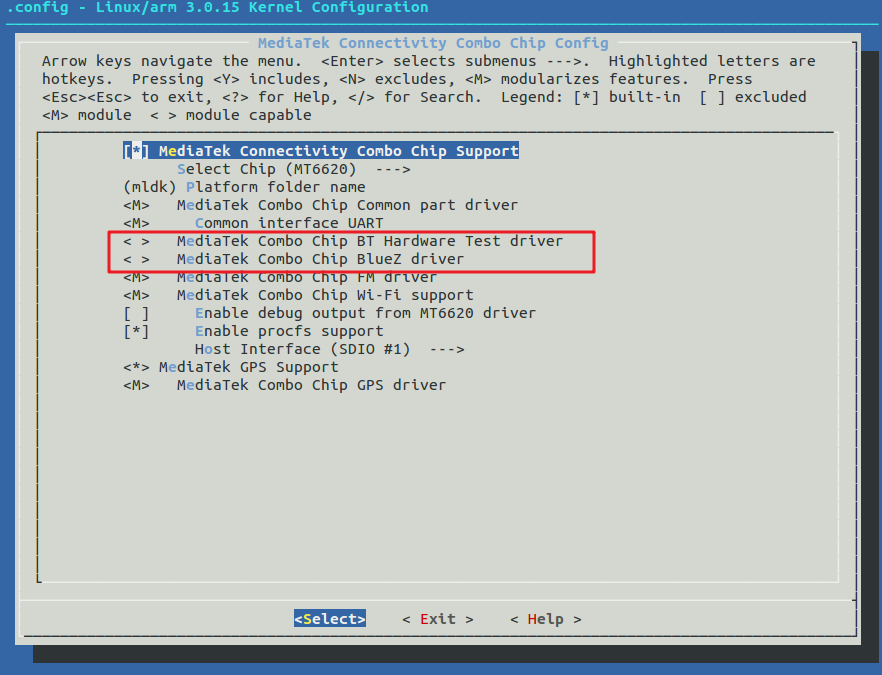 .config - Linux/arm 3.0.15 Kernel Configuration
MediaTek Connectivity Combo Chip Config
Arrow keys navigate the menu.  <Enter> selects submenus --->.  Highlighted letters are
hotkeys.  Pressing <Y> includes, <N> excludes, <M> modularizes features.  Press
<Esc><Esc> to exit, <?> for Help, </> for Search.  Legend: [*] built-in  [ ] excluded
<M> module  < > module capable
[*] MediaTek Connectivity Combo Chip Support
Select Chip (MT6620)  --->
(mldk) Platform folder name
<M>   MediaTek Combo Chip Common part driver
<M>     Common interface UART
< >   MediaTek Combo Chip BT Hardware Test driver
< >   MediaTek Combo Chip BlueZ driver
<M>   MediaTek Combo Chip FM driver
<M>   MediaTek Combo Chip Wi-Fi support
[ ]     Enable debug output from MT6620 driver
[*]     Enable procfs support
Host Interface (SDIO #1)  --->
<*> MediaTek GPS Support
<M>   MediaTek Combo Chip GPS driver
<Select>    < Exit >    < Help >